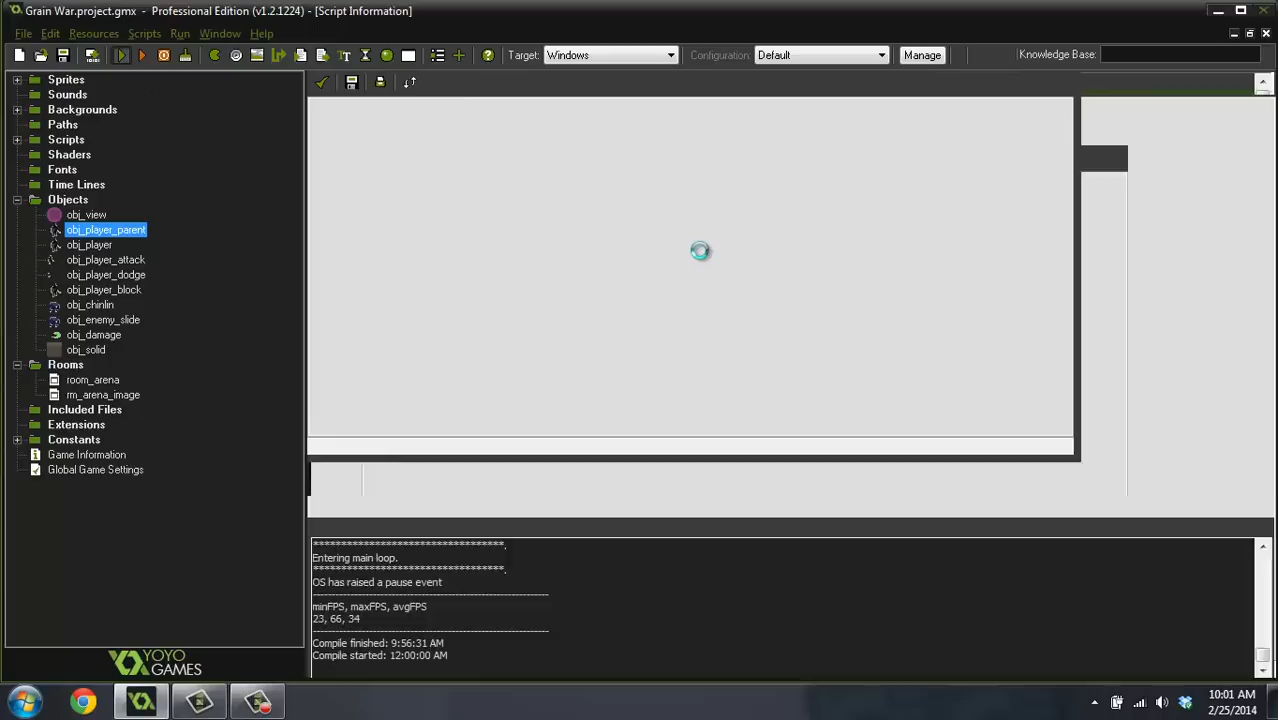 Grain War.project.gmx  -  Professional Edition (v1.2.1224) - [Script Information]
File Edit Resources Scripts Run Window Help
Target: Windows Configuration: Default Manage Knowledge Base:
Sprites
Sounds
Backgrounds
Paths
Scripts
Shaders
Fonts
Time Lines
Objects
obj_view
obj_player_parent
obj_player
obj_player_attack
obj_player_dodge
obj_player_block
obj_chinlin
obj_enemy_slide
obj_damage
obj_solid
Rooms
room_arena
rm_arena_image
Included Files
Extensions
Constants
Game Information
Global Game Settings
***********************************.
Entering main loop.
***********************************.
OS has raised a pause event
---------------------------------------------------------------
minFPS, maxFPS, avgFPS
23, 66, 34
---------------------------------------------------------------
Compile finished: 9:56:31 AM
Compile started: 12:00:00 AM
YOYO
GAMES
10:01 AM
2/25/2014